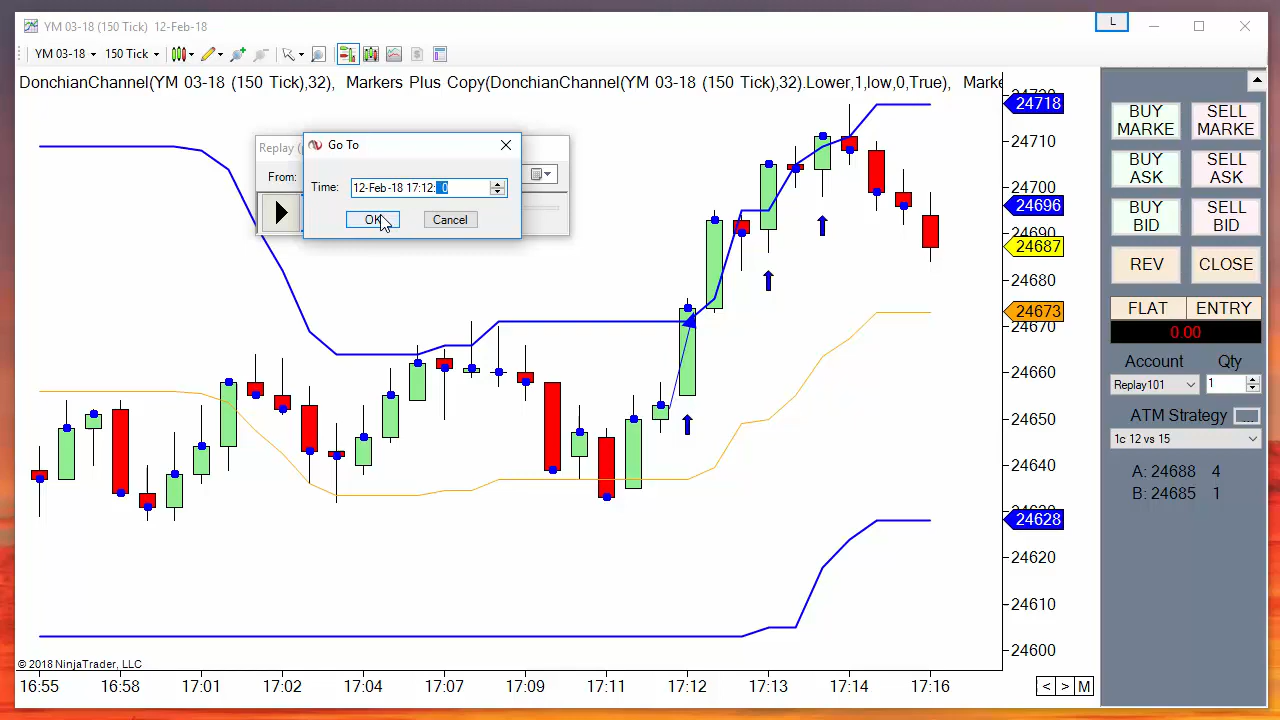 YM 03-18 (150 Tick) 12-Feb-18
L
YM 03-18 150 Tick
DonchianChannel(YM 03-18 (150 Tick),32), Markers Plus Copy(DonchianChannel(YM 03-18 (150 Tick),32).Lower,1,low,0,True), Marke
Replay (p
Go To
From:
Time: 12-Feb-18 17:12: 0
OK Cancel
24718
24710
24700
24696
24690
24687
24680
24673
24670
24660
24650
24640
24628
24620
24610
24600
BUY MARKE
SELL MARKE
BUY ASK
SELL ASK
BUY BID
SELL BID
REV CLOSE
FLAT ENTRY
0.00
Account Qty
Replay101 1
ATM Strategy
1c 12 vs 15
A: 24688 4
B: 24685 1
© 2018 NinjaTrader, LLC
16:55 16:58 17:01 17:02 17:04 17:07 17:09 17:11 17:12 17:13 17:14 17:16
< > M